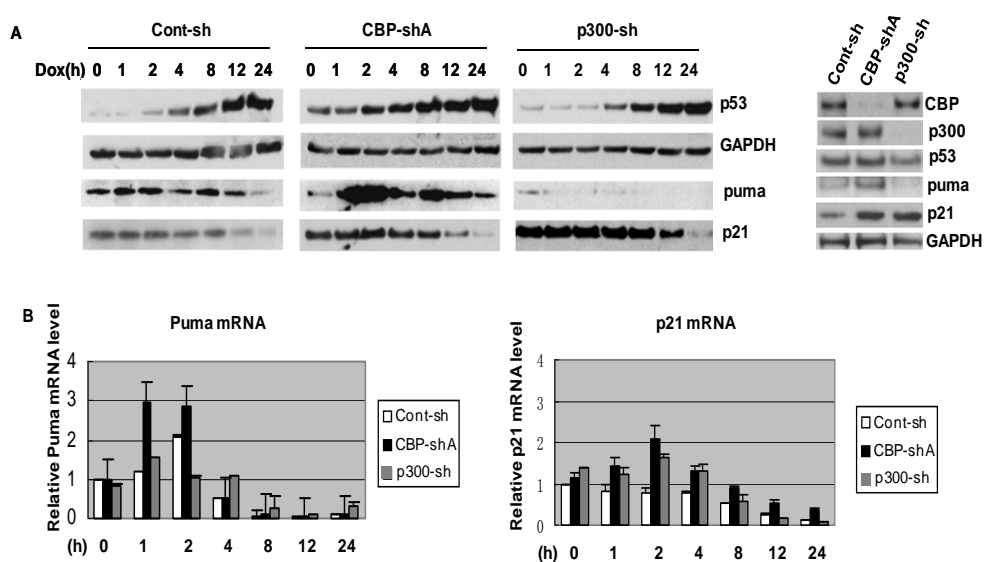 A
Cont-sh CBP-shA p300-sh
Dox(h) 0 1 2 4 8 12 24 0 1 2 4 8 12 24 0 1 2 4 8 12 24
p53
GAPDH
puma
p21
Cont-sh CBP-shA p300-sh
CBP
p300
p53
puma
p21
GAPDH
B
Puma mRNA
Relative Puma mRNA level
4
3
2
1
0
(h) 0 1 2 4 8 12 24
Cont-sh
CBP-shA
p300-sh
p21 mRNA
Relative p21 mRNA level
4
3
2
1
0
(h) 0 1 2 4 8 12 24
Cont-sh
CBP-shA
p300-sh